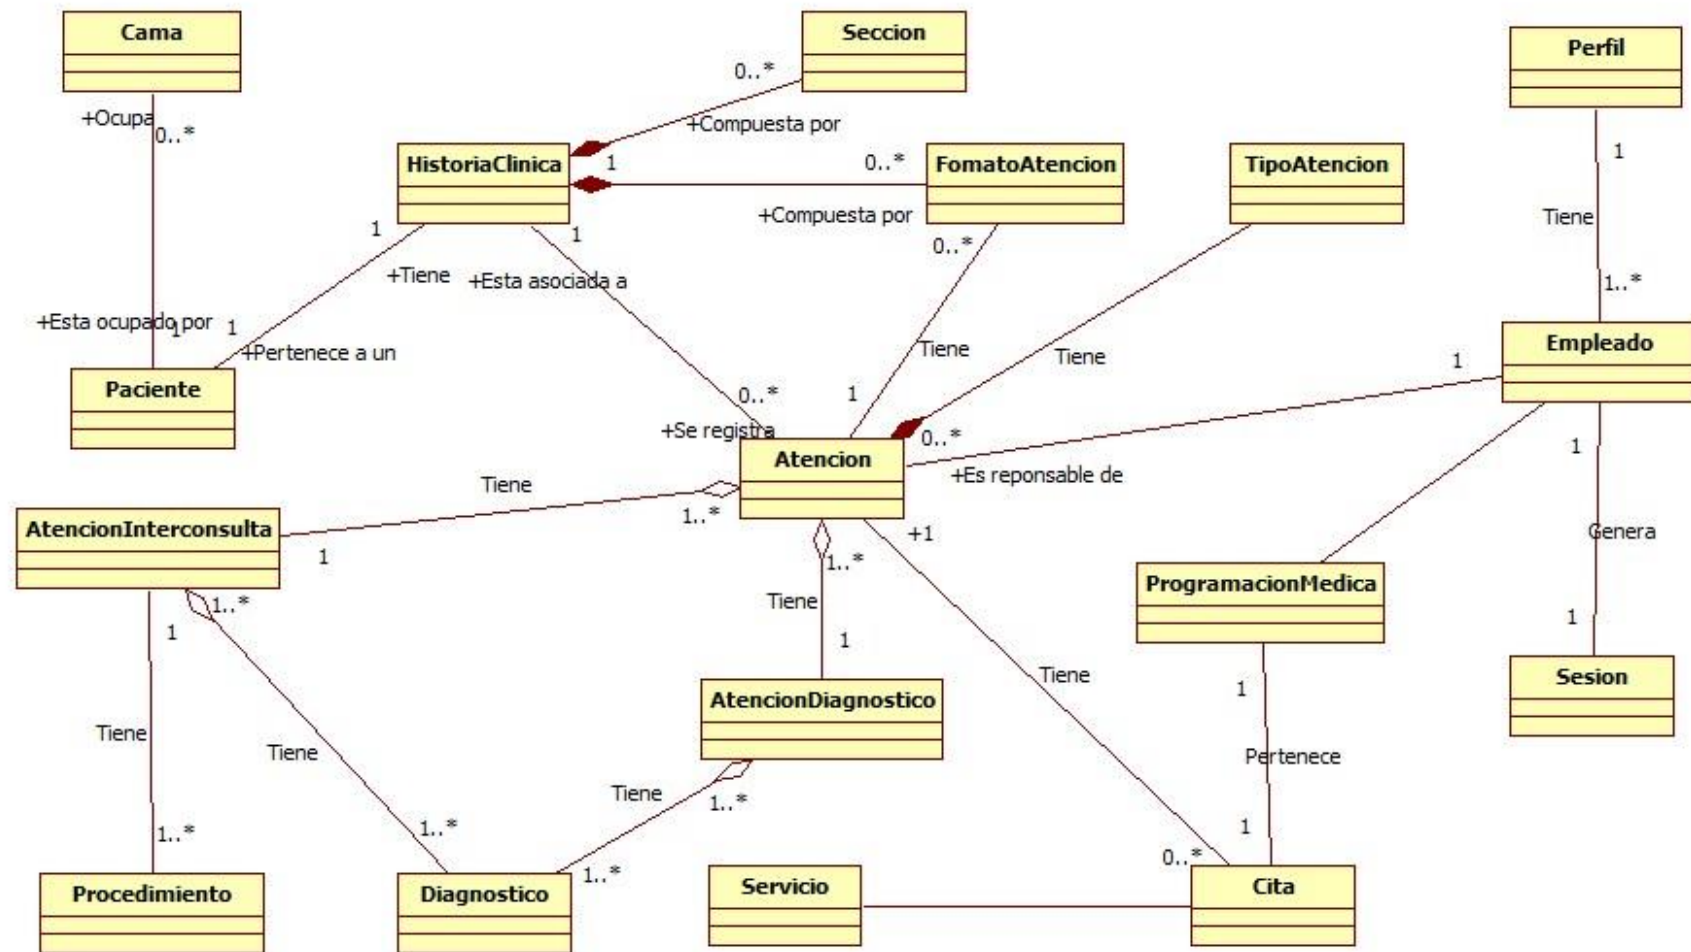 Cama
Seccion
Perfil
0..*
+Ocupa
0..*
+Compuesta por
1
HistoriaClinica
1
0..*
FomatoAtencion
TipoAtencion
+Compuesta por
Tiene
1
1
0..*
+Tiene
+Esta asociada a
1..*
+Esta ocupado por
1
1
+Pertenece a un
Tiene
Tiene
Empleado
Paciente
0..*
1
1
+Se registra
0..*
Atencion
+Es reponsable de
1
Tiene
1..*
AtencionInterconsulta
+1
Genera
1
1..*
ProgramacionMedica
1..*
Tiene
1
1
1
Sesion
Tiene
1
AtencionDiagnostico
Tiene
Tiene
Pertenece
Tiene
1..*
1..*
1..*
1
0..*
1..*
Procedimiento
Diagnostico
Servicio
Cita